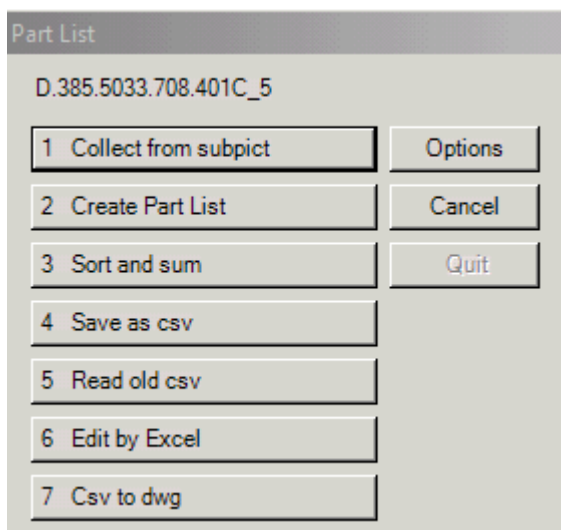 Part List
D.385.5033.708.401C_5
1 Collect from subpict
Options
2 Create Part List
Cancel
3 Sort and sum
Quit
4 Save as csv
5 Read old csv
6 Edit by Excel
7 Csv to dwg